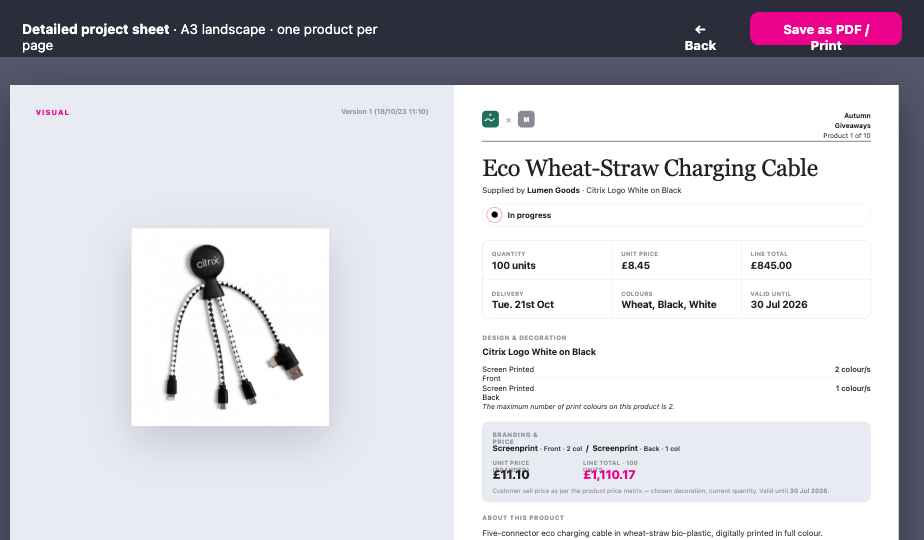 Detailed project sheet · A3 landscape · one product per
page
← 
Back
Save as PDF /
Print
VISUAL
Version 1 (18/10/23 11:10)
citrix
× M
Autumn
Giveaways
Product 1 of 10
Eco Wheat-Straw Charging Cable
Supplied by Lumen Goods · Citrix Logo White on Black
In progress
QUANTITY
100 units
UNIT PRICE
£8.45
LINE TOTAL
£845.00
DELIVERY
Tue. 21st Oct
COLOURS
Wheat, Black, White
VALID UNTIL
30 Jul 2026
DESIGN & DECORATION
Citrix Logo White on Black
Screen Printed
Front
2 colour/s
Screen Printed
Back
1 colour/s
The maximum number of print colours on this product is 2.
BRANDING &
PRICE
Screenprint · Front · 2 col / Screenprint · Back · 1 col
UNIT PRICE
£11.10
LINE TOTAL · 100
£1,110.17
Customer sell price as per the product price matrix — chosen decoration, current quantity. Valid until 30 Jul 2026.
ABOUT THIS PRODUCT
Five-connector eco charging cable in wheat-straw bio-plastic, digitally printed in full colour.